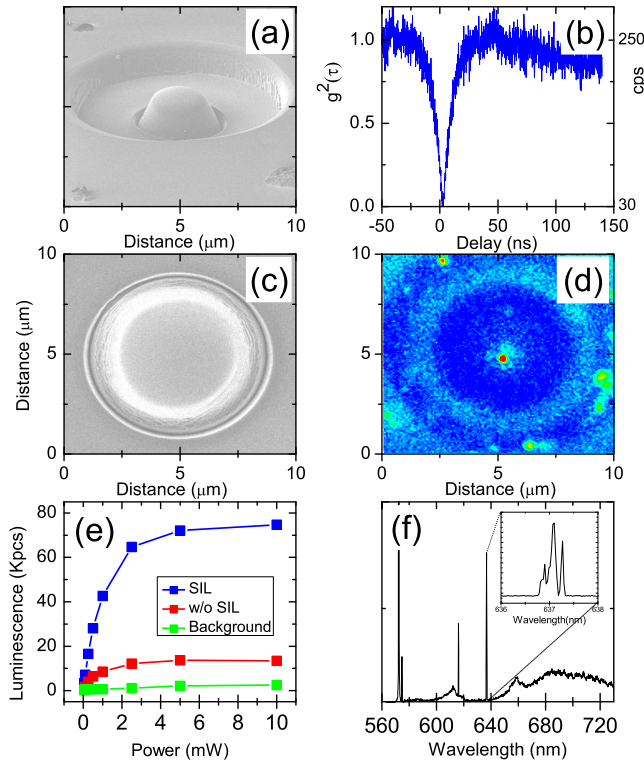 (a)
0
5
10
Distance (μm)
(b)
1.0
0.5
0.0
g²(τ)
250
cps
30
-50
0
50
100
150
Delay (ns)
(c)
10
5
0
Distance (μm)
0
5
10
Distance (μm)
(d)
10
5
0
0
5
10
Distance (μm)
(e)
80
60
40
20
0
Luminescence (Kpcs)
SIL
w/o SIL
Background
0
2
4
6
8
10
Power (mW)
(f)
636
637
638
Wavelength(nm)
560
600
640
680
720
Wavelength (nm)